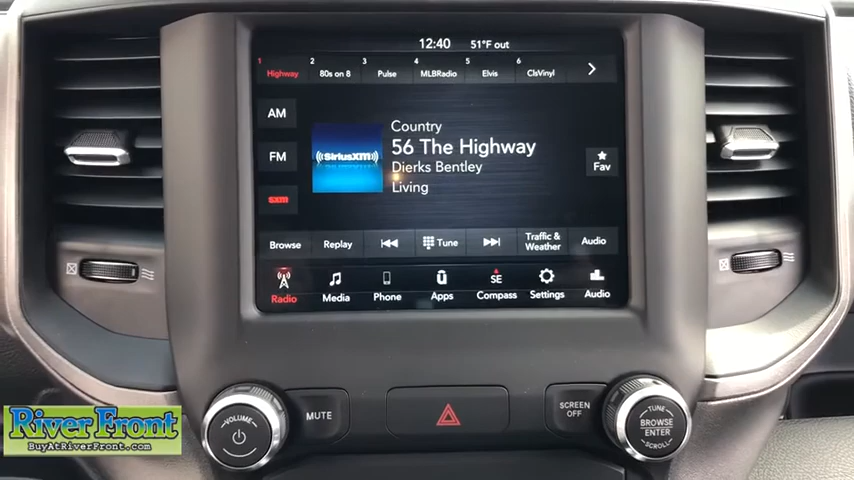 12:40 51°F out
1 Highway 2 80s on 8 3 Pulse 4 MLBRadio 5 Elvis 6 ClsVinyl
AM
FM
sxm
((SiriusXM))
Country
56 The Highway
Dierks Bentley
Living
Fav
Browse Replay Tune Traffic & Weather Audio
Radio Media Phone Apps SE Compass Settings Audio
VOLUME
MUTE
SCREEN
OFF
TUNE
BROWSE
ENTER
SCROLL
River Front
BuyAtRiverFront.com